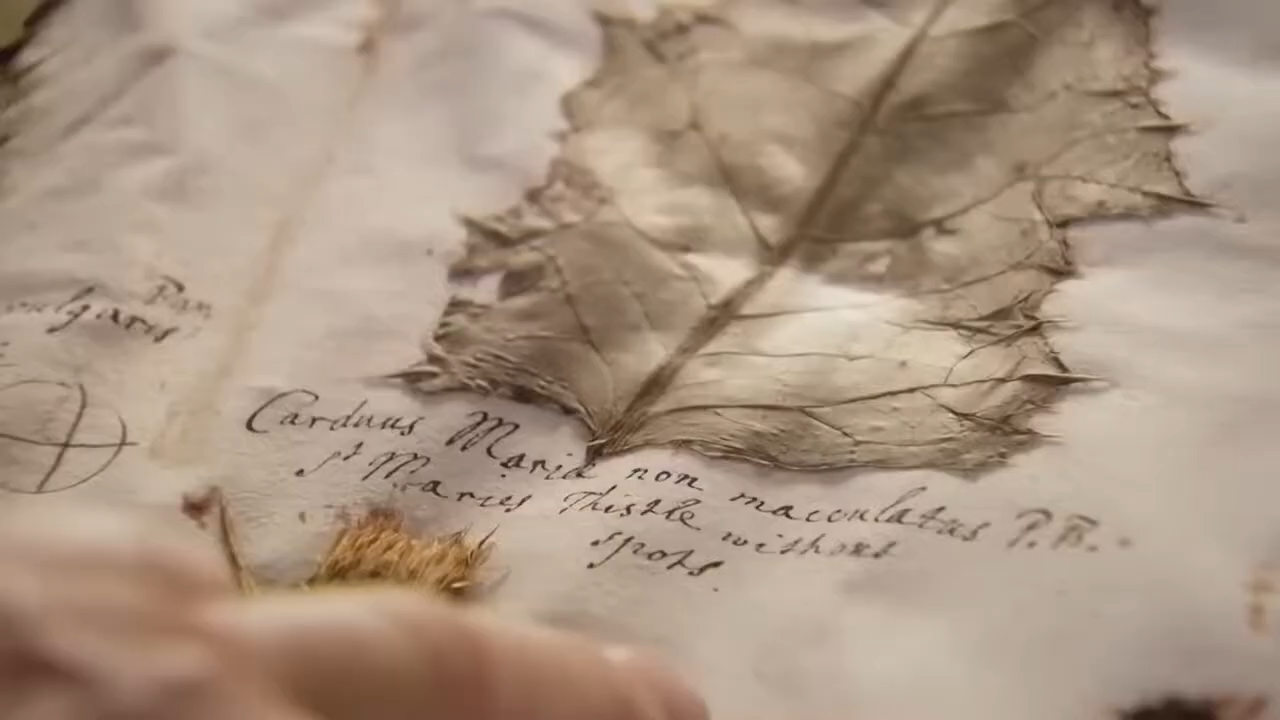 vulgaris
Carduus Mariæ non maculatus P.B.
St Maries Thistle without
spots.